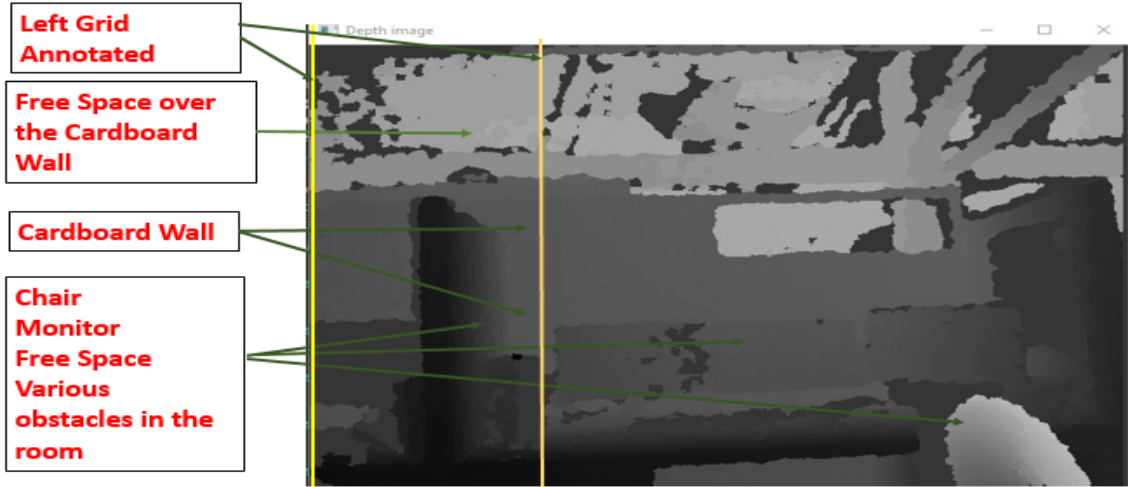 Left Grid
Annotated
Depth image
Free Space over
the Cardboard
Wall
Cardboard Wall
Chair
Monitor
Free Space
Various
obstacles in the
room